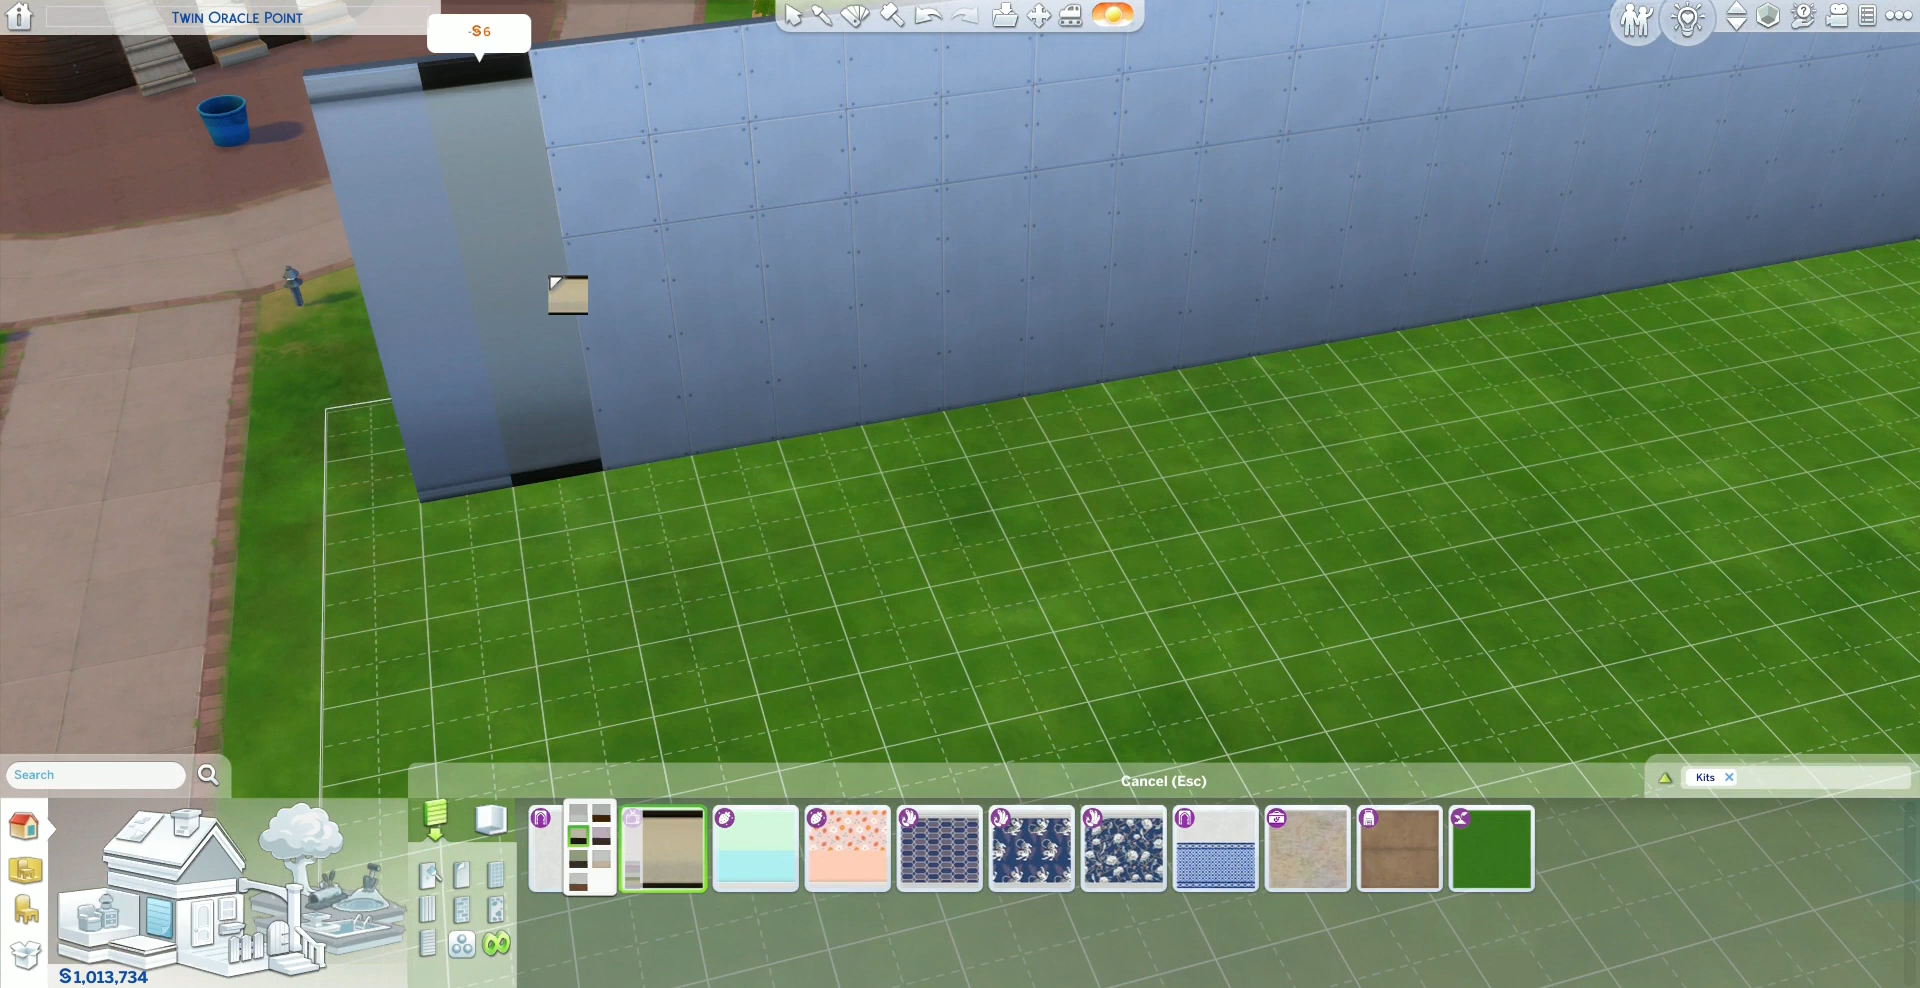 Twin Oracle Point
-§6
Cancel (Esc)
Search
Kits
§1,013,734